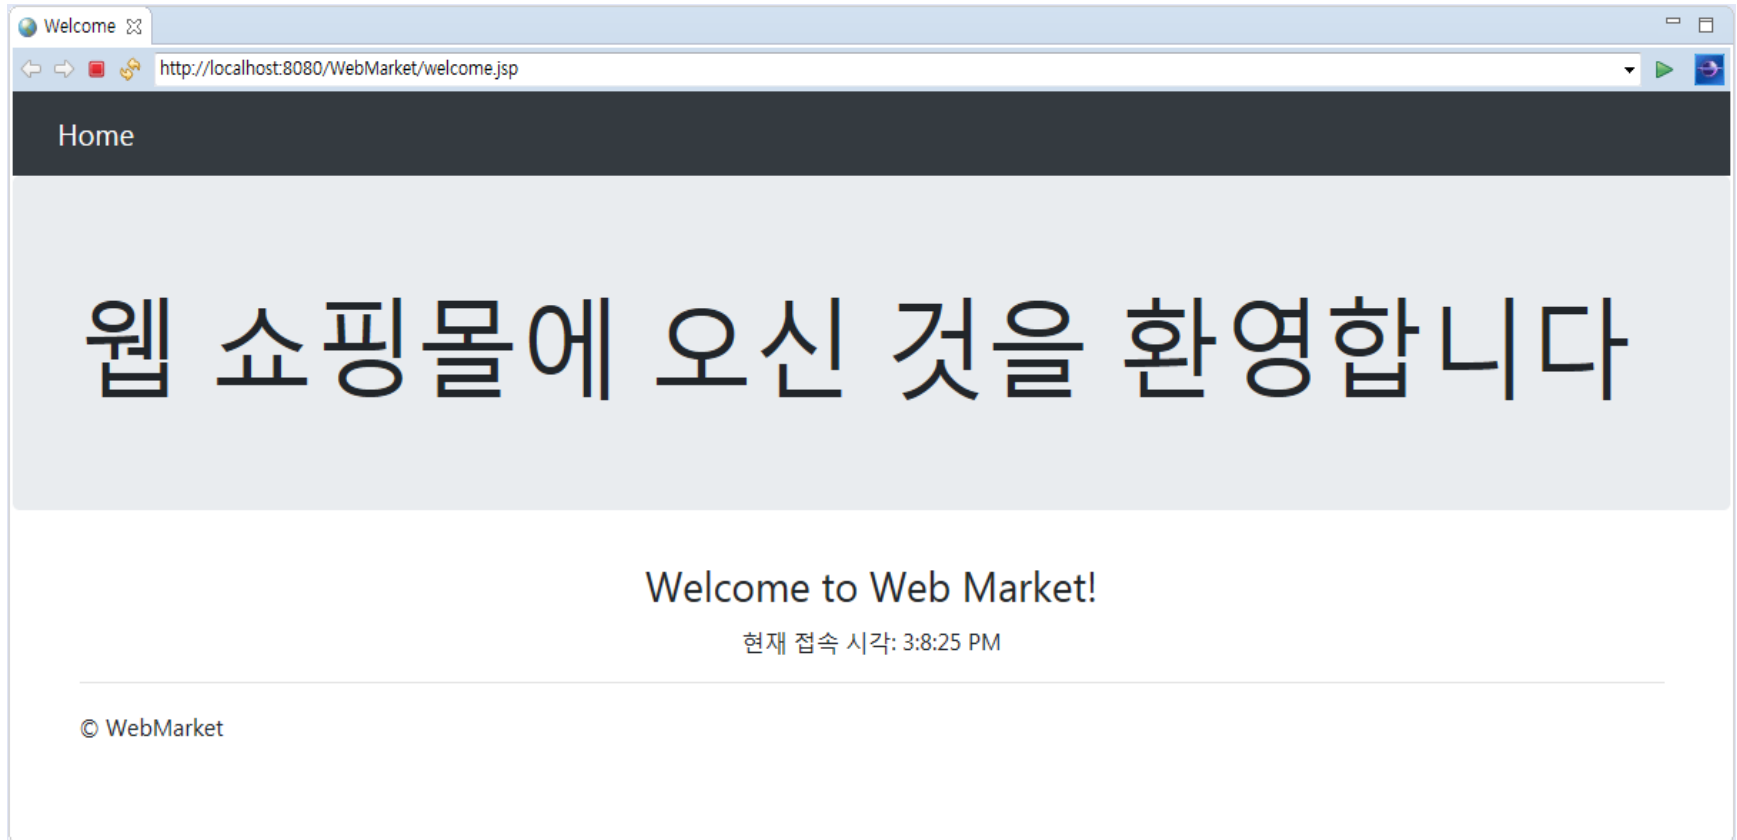 Welcome
http://localhost:8080/WebMarket/welcome.jsp
Home
웹 쇼핑몰에 오신 것을 환영합니다
Welcome to Web Market!
현재 접속 시각: 3:8:25 PM
© WebMarket